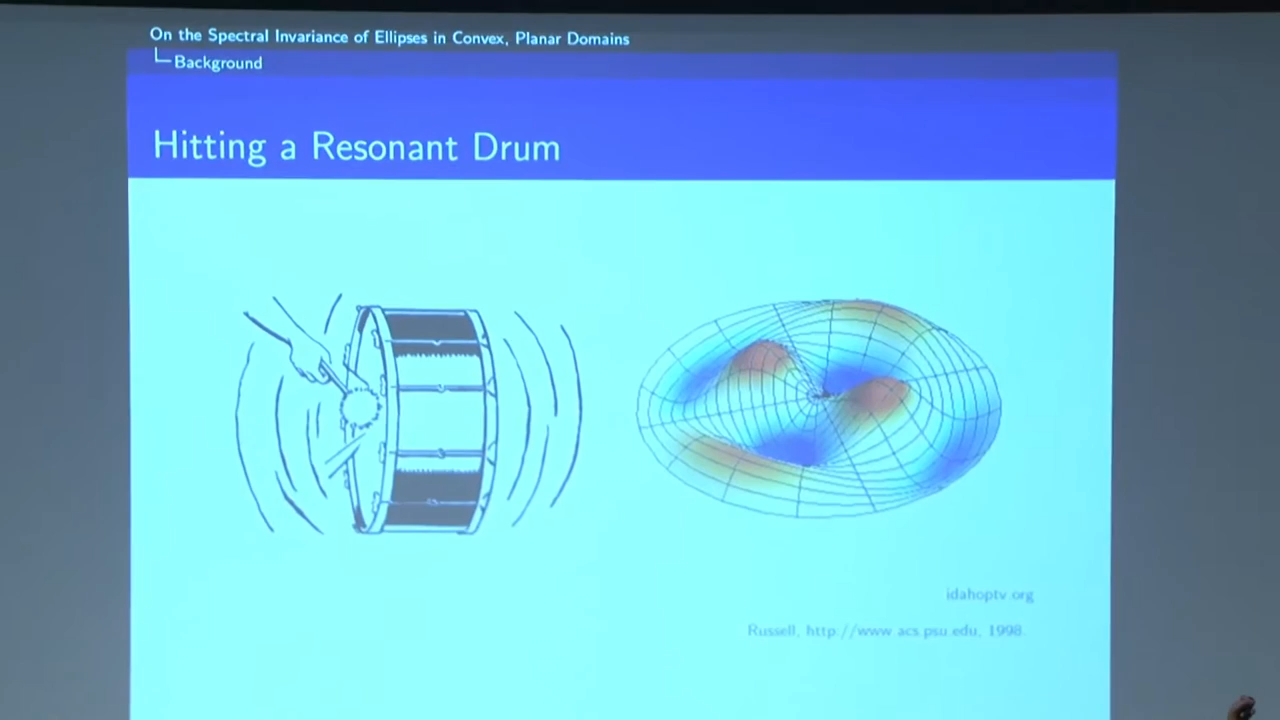 On the Spectral Invariance of Ellipses in Convex, Planar Domains
Background
Hitting a Resonant Drum
idahoptv.org
Russell, http://www.acs.psu.edu, 1998.